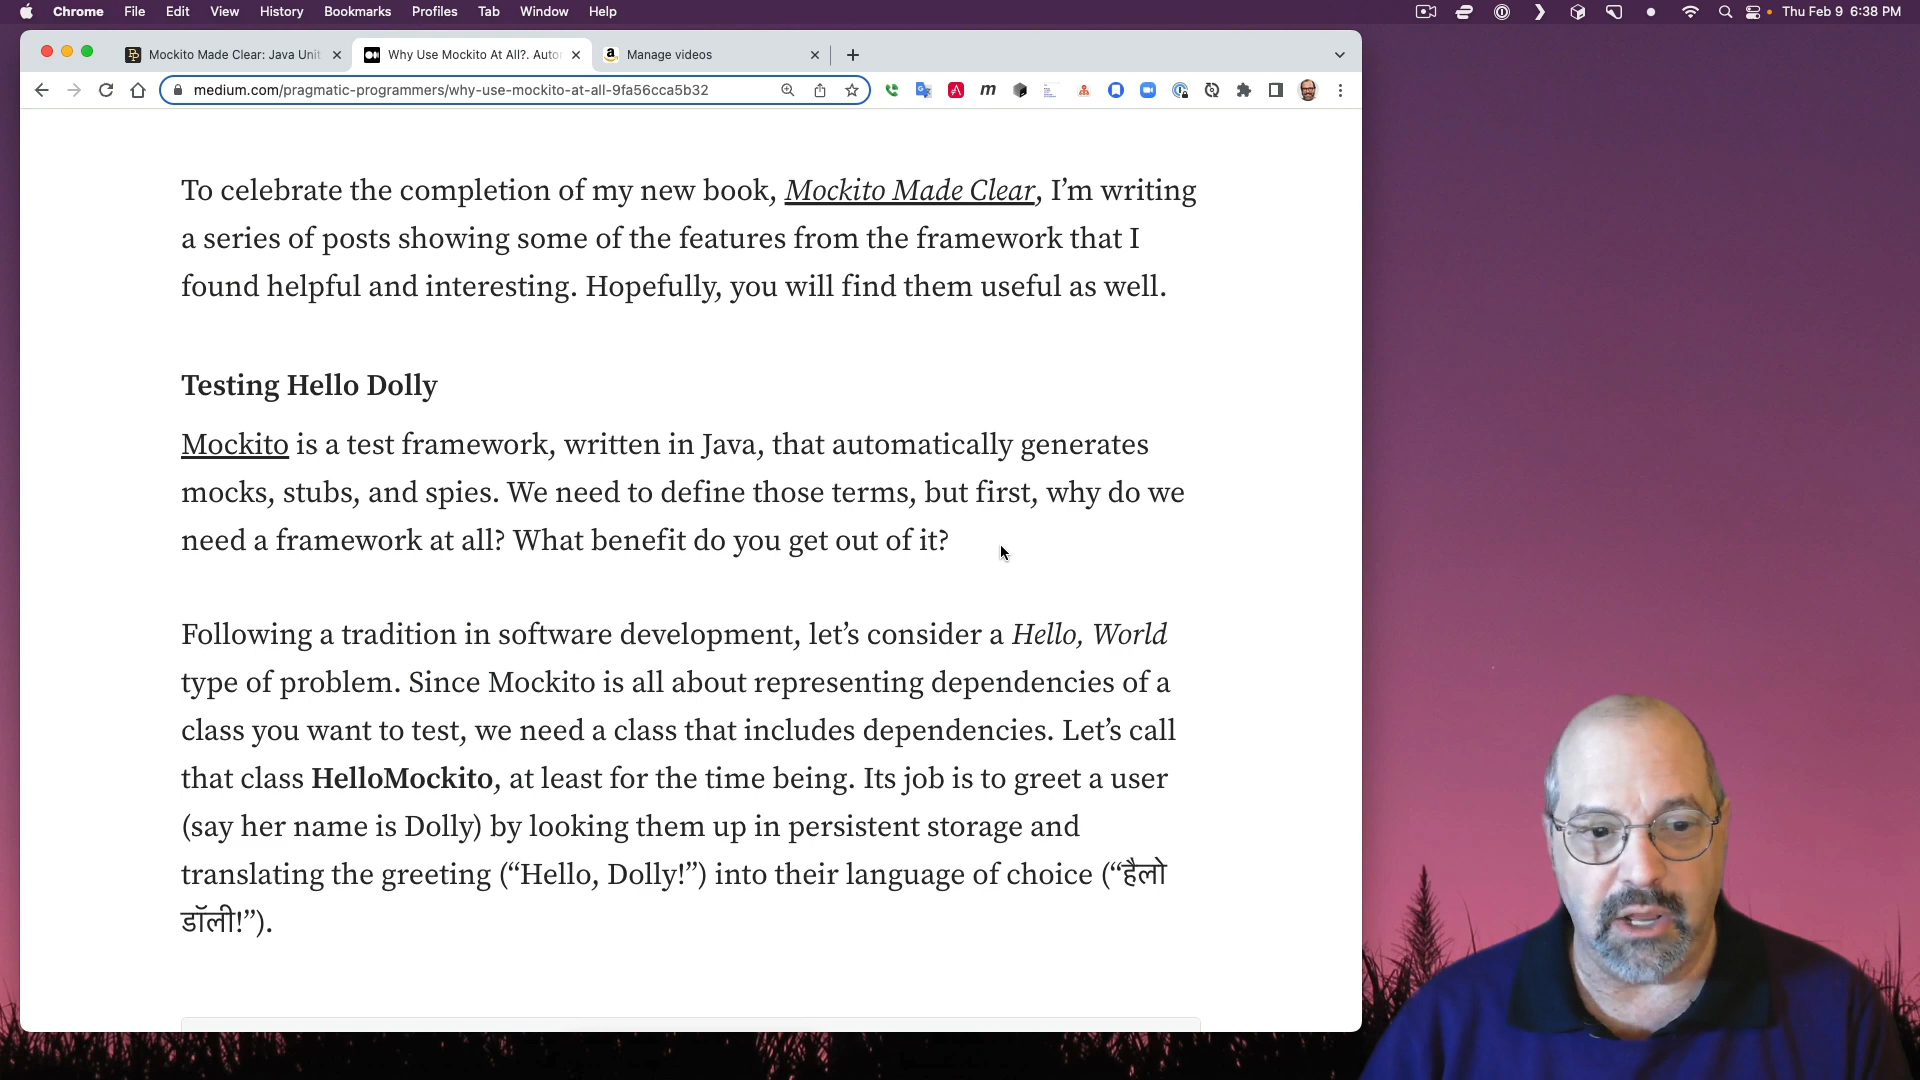 Chrome File Edit View History Bookmarks Profiles Tab Window Help Thu Feb 9 6:38 PM
Mockito Made Clear: Java Unit Why Use Mockito At All?. Auto Manage videos
medium.com/pragmatic-programmers/why-use-mockito-at-all-9fa56cca5b32
To celebrate the completion of my new book, Mockito Made Clear, I’m writing
a series of posts showing some of the features from the framework that I
found helpful and interesting. Hopefully, you will find them useful as well.
Testing Hello Dolly
Mockito is a test framework, written in Java, that automatically generates
mocks, stubs, and spies. We need to define those terms, but first, why do we
need a framework at all? What benefit do you get out of it?
Following a tradition in software development, let’s consider a Hello, World
type of problem. Since Mockito is all about representing dependencies of a
class you want to test, we need a class that includes dependencies. Let’s call
that class HelloMockito, at least for the time being. Its job is to greet a user
(say her name is Dolly) by looking them up in persistent storage and
translating the greeting (“Hello, Dolly!”) into their language of choice (“हैलो
डॉली!”).